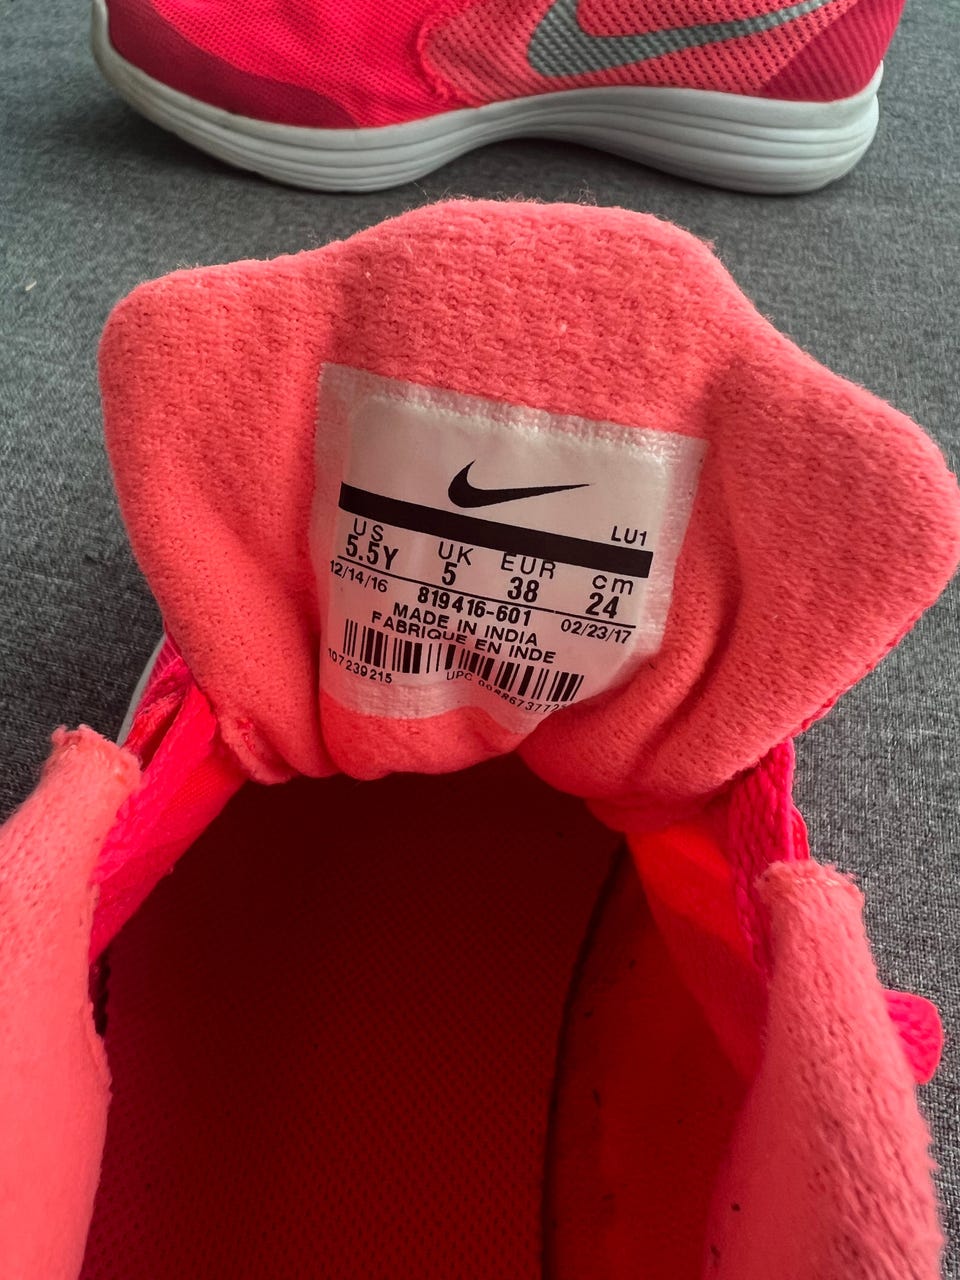 LU1
US UK EUR cm
5.5Y 5 38 24
12/14/16 819416-601 02/23/17
MADE IN INDIA
FABRIQUE EN INDE
107239215 UPC